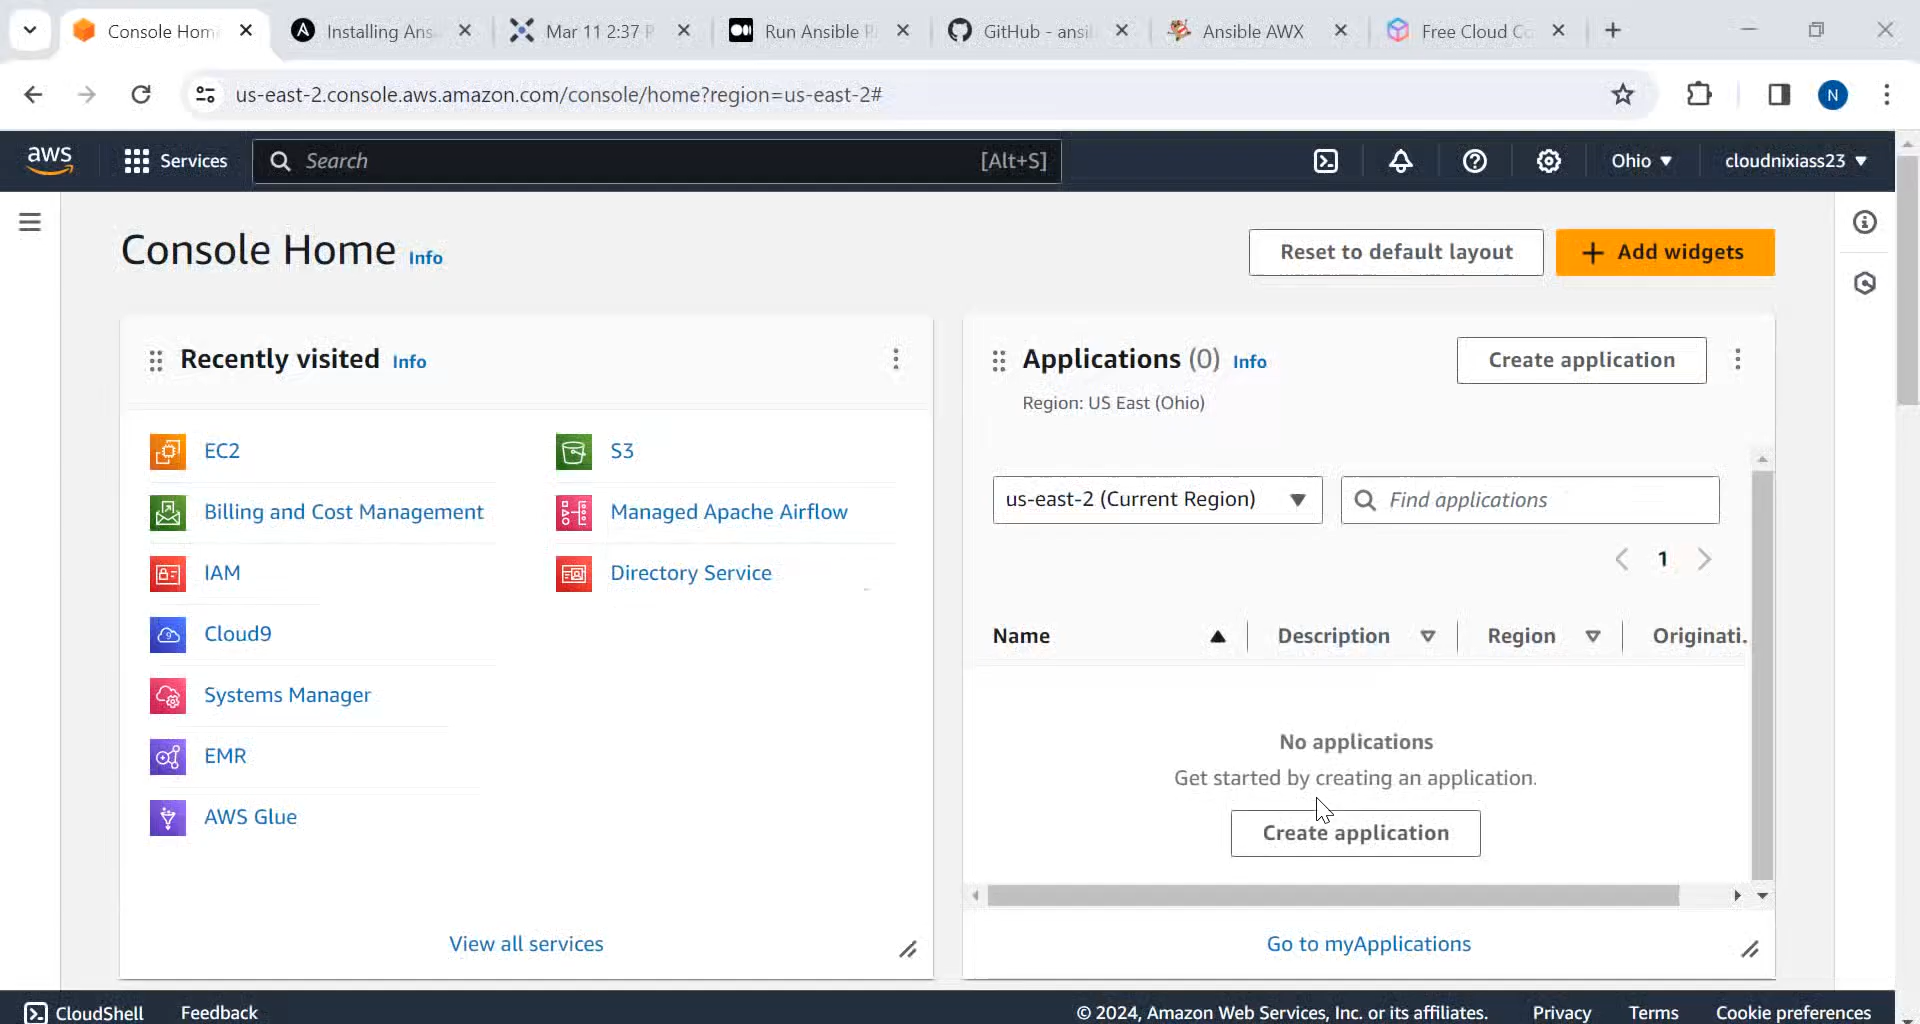 Console Hom
Installing Ans
Mar 11 2:37 P
Run Ansible P
GitHub - ansi
Ansible AWX
Free Cloud Co
us-east-2.console.aws.amazon.com/console/home?region=us-east-2#
N
aws
Services
Search
[Alt+S]
Ohio
cloudnixiass23
Console Home Info
Reset to default layout
Add widgets
Recently visited Info
EC2
Billing and Cost Management
IAM
Cloud9
Systems Manager
EMR
AWS Glue
S3
Managed Apache Airflow
Directory Service
View all services
Applications (0) Info
Region: US East (Ohio)
Create application
us-east-2 (Current Region)
Find applications
1
Name
Description
Region
Originati.
No applications
Get started by creating an application.
Create application
Go to myApplications
CloudShell
Feedback
© 2024, Amazon Web Services, Inc. or its affiliates.
Privacy
Terms
Cookie preferences